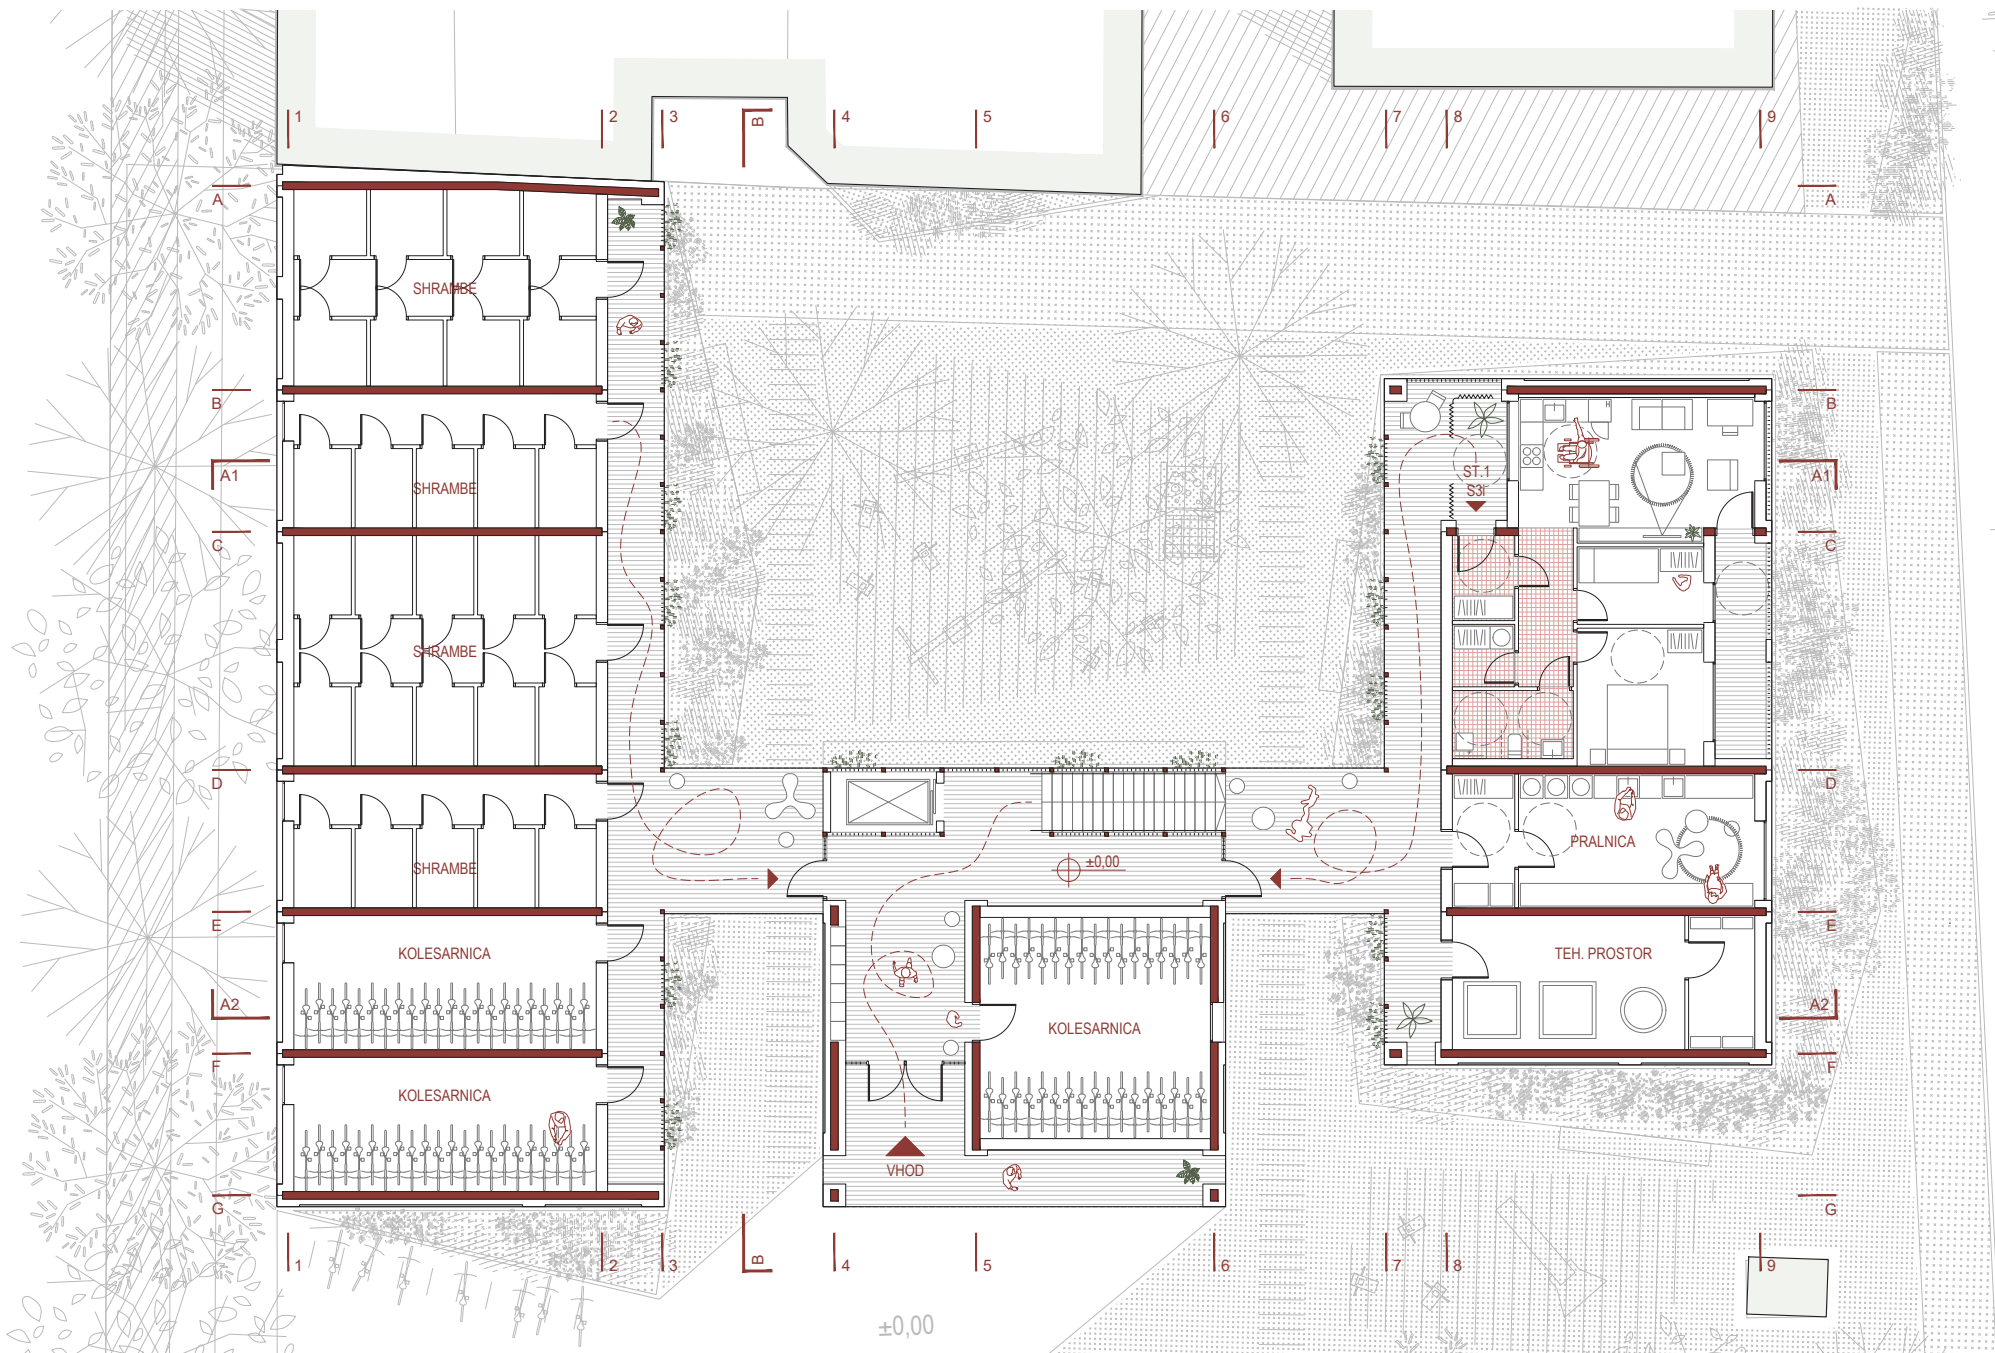 1
2
3
B
4
5
6
7
8
9
A
A
SHRAMBE
B
B
A1
SHRAMBE
ST.1
S3i
A1
C
C
SHRAMBE
D
D
SHRAMBE
±0,00
PRALNICA
E
E
KOLESARNICA
TEH. PROSTOR
A2
KOLESARNICA
A2
F
F
KOLESARNICA
VHOD
G
G
1
2
3
B
4
5
6
7
8
9
±0,00